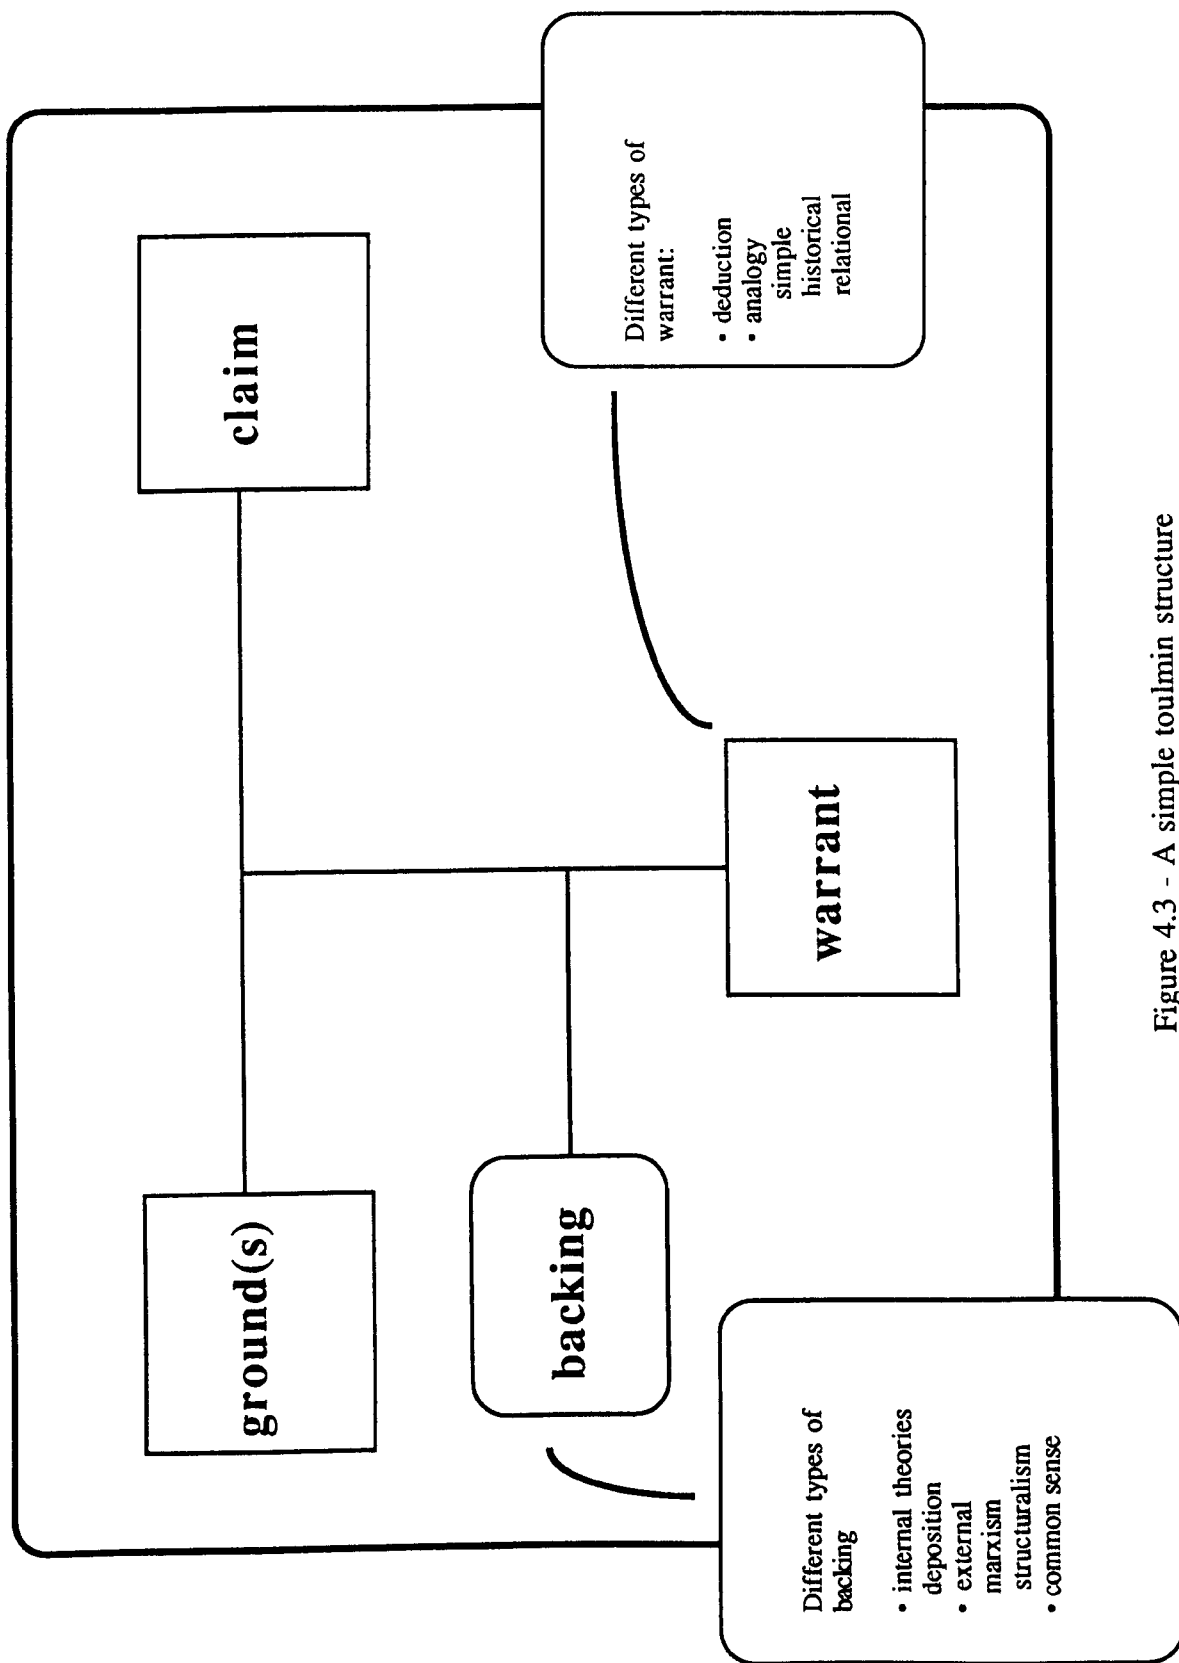 ground(s)
claim
backing
warrant
Different types of
warrant:
• deduction
• analogy
simple
historical
relational
Different types of
backing
• internal theories
deposition
• external
marxism
structuralism
• common sense
Figure 4.3 - A simple toulmin structure